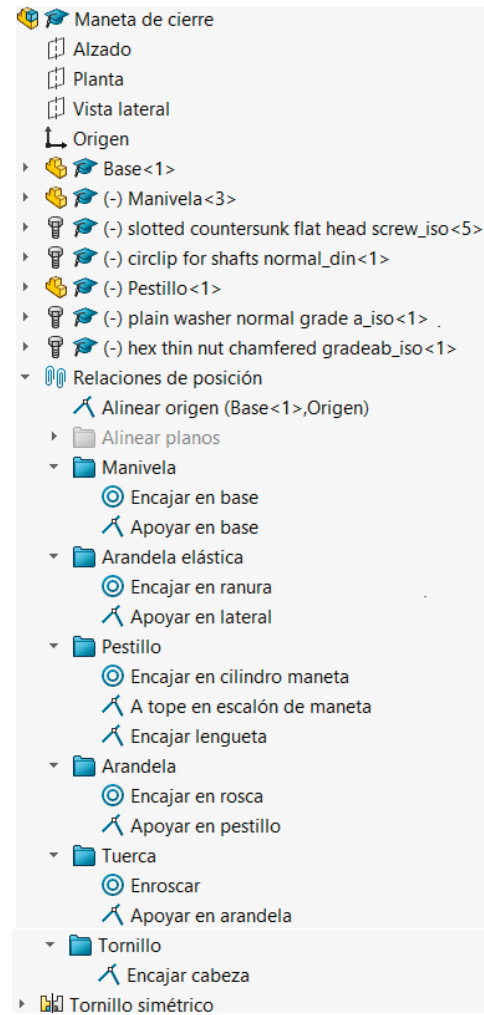 Maneta de cierre
Alzado
Planta
Vista lateral
Origen
Base<1>
(-) Manivela<3>
(-) slotted countersunk flat head screw_iso<5>
(-) circlip for shafts normal_din<1>
(-) Pestillo<1>
(-) plain washer normal grade a_iso<1>
(-) hex thin nut chamfered gradeab_iso<1>
Relaciones de posición
Alinear origen (Base<1>,Origen)
Alinear planos
Manivela
Encajar en base
Apoyar en base
Arandela elástica
Encajar en ranura
Apoyar en lateral
Pestillo
Encajar en cilindro maneta
A tope en escalón de maneta
Encajar lengueta
Arandela
Encajar en rosca
Apoyar en pestillo
Tuerca
Enroscar
Apoyar en arandela
Tornillo
Encajar cabeza
Tornillo simétrico